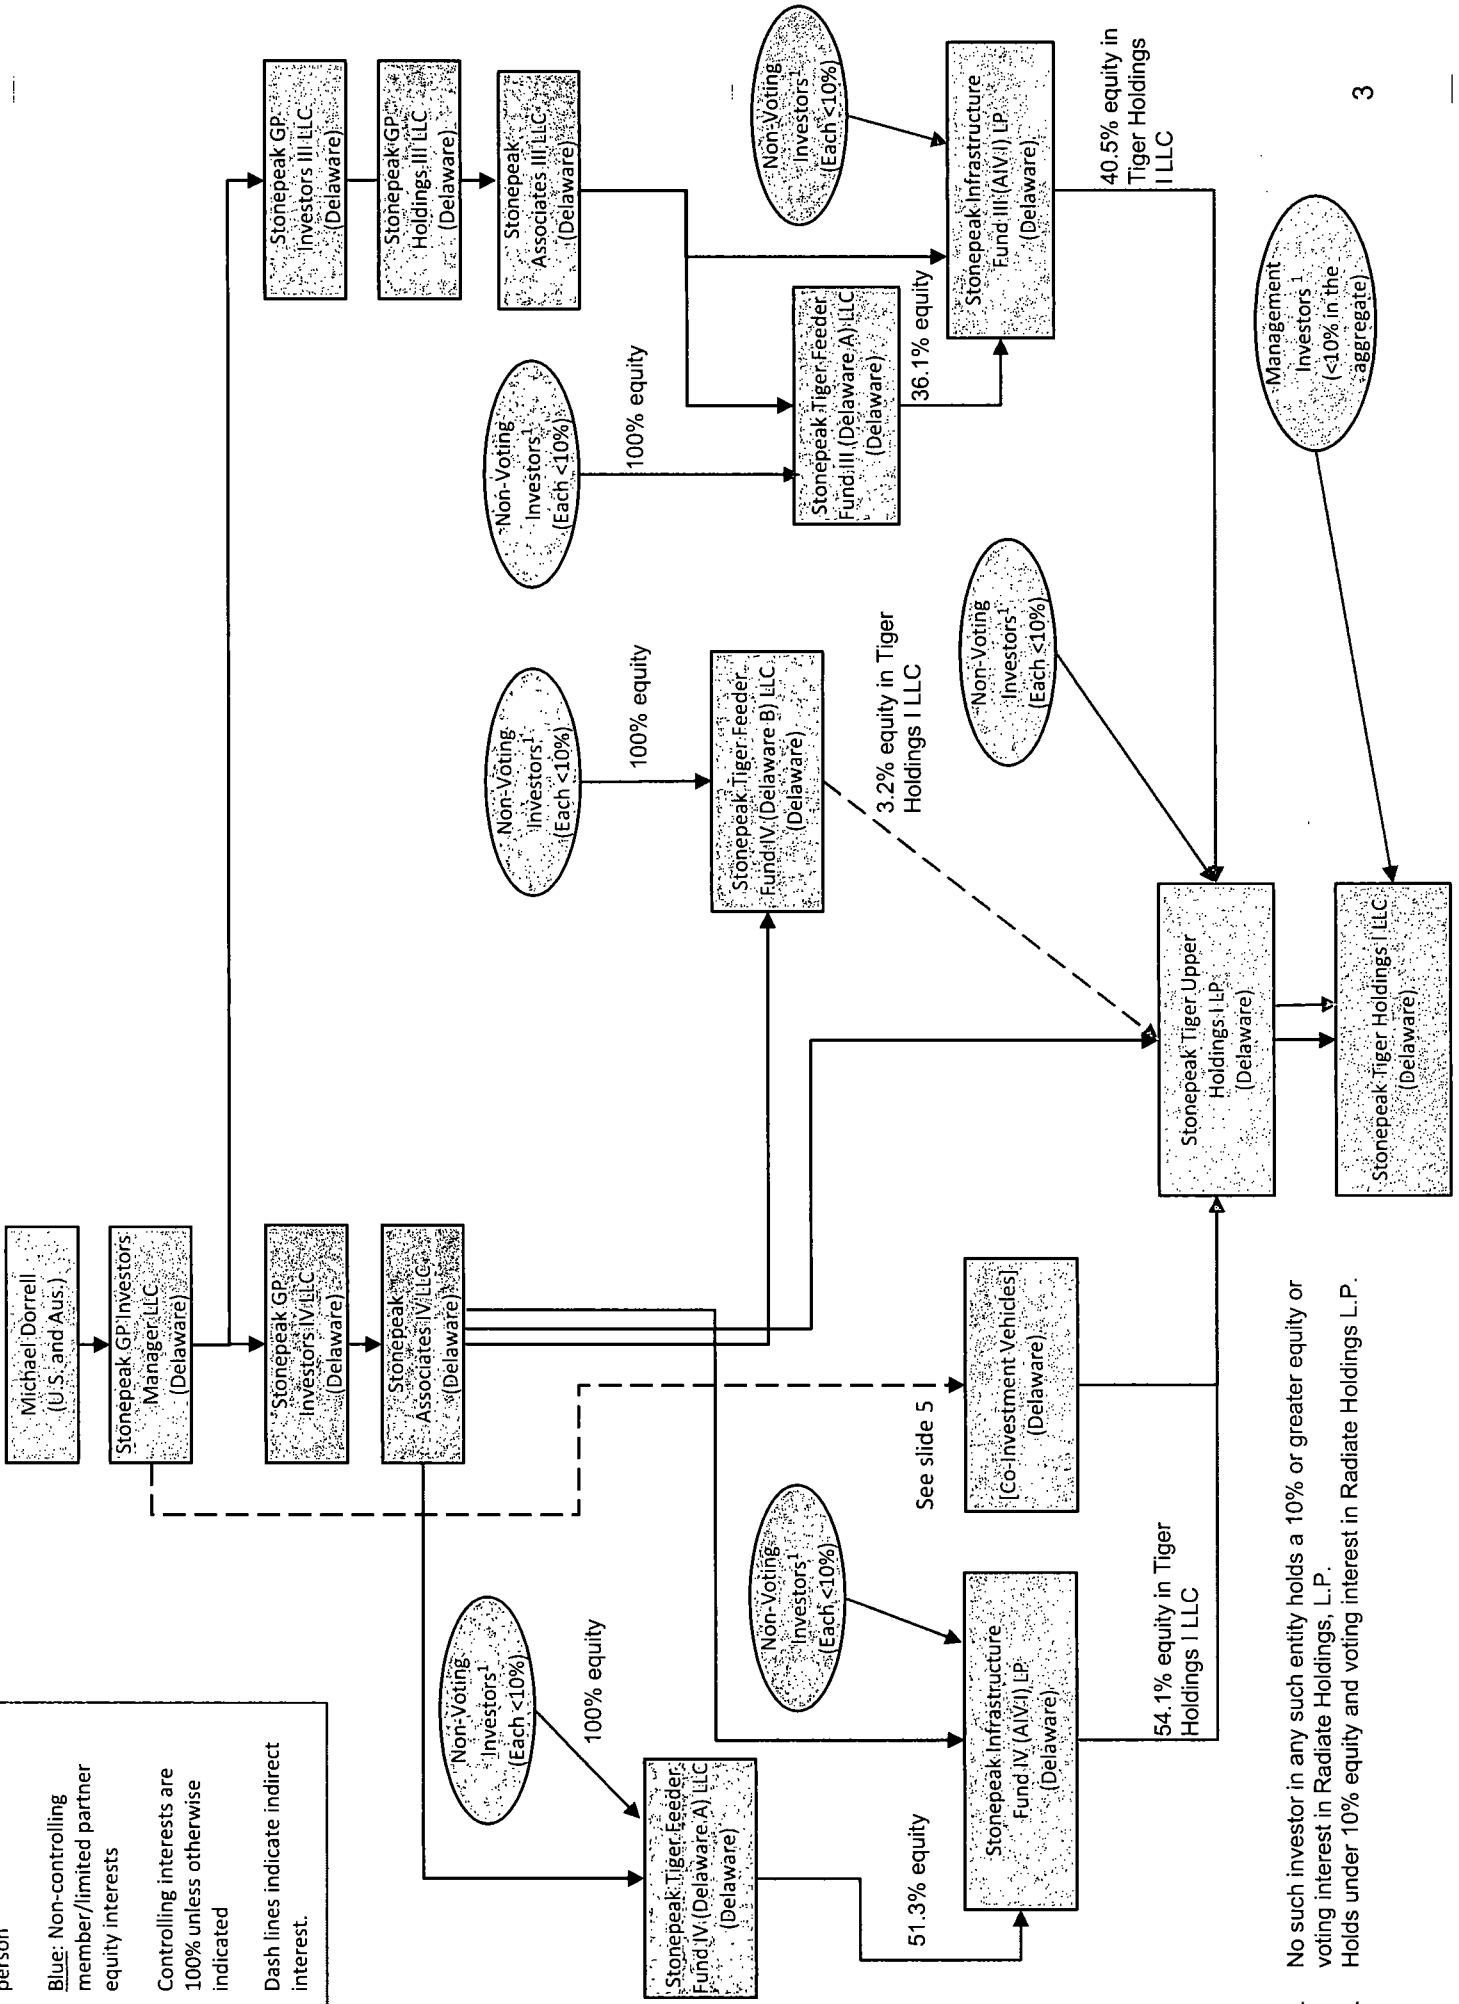 person
Blue: Non-controlling
member/limited partner
equity interests
Controlling interests are
100% unless otherwise
indicated
Dash lines indicate indirect
interest.
Michael Dorrell
(U.S. and Aus.)
Stonepeak GP Investors
Manager LLC
(Delaware)
Stonepeak GP
Investors IV LLC
(Delaware)
Stonepeak
Associates IV LLC
(Delaware)
Stonepeak GP
Investors III LLC
(Delaware)
Stonepeak GP
Holdings III LLC
(Delaware)
Stonepeak
Associates III LLC
(Delaware)
Non-Voting
Investors1
(Each <10%)
100% equity
Stonepeak Tiger Feeder
Fund IV (Delaware A) LLC
(Delaware)
51.3% equity
Non-Voting
Investors1
(Each <10%)
Stonepeak Infrastructure
Fund IV (AIV I) LP
(Delaware)
54.1% equity in Tiger
Holdings I LLC
See slide 5
[Co-Investment Vehicles]
(Delaware)
Non-Voting
Investors1
(Each <10%)
100% equity
Stonepeak Tiger Feeder
Fund IV (Delaware B) LLC
(Delaware)
3.2% equity in Tiger
Holdings I LLC
Non-Voting
Investors1
(Each <10%)
100% equity
Stonepeak Tiger Feeder
Fund III (Delaware A) LLC
(Delaware)
36.1% equity
Non-Voting
Investors1
(Each <10%)
Stonepeak Infrastructure
Fund III (AIV I) LP
(Delaware)
40.5% equity in
Tiger Holdings
I LLC
Non-Voting
Investors1
(Each <10%)
Stonepeak Tiger Upper
Holdings I LP
(Delaware)
Management
Investors 1
(<10% in the
aggregate)
Stonepeak Tiger Holdings I LLC
(Delaware)
No such investor in any such entity holds a 10% or greater equity or
voting interest in Radiate Holdings, L.P.
Holds under 10% equity and voting interest in Radiate Holdings L.P.
3